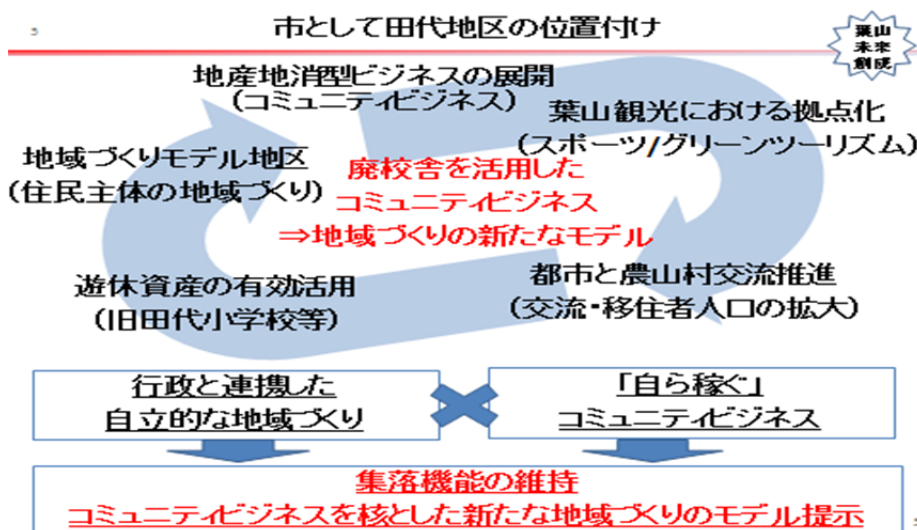 5
市として田代地区の位置付け
葉山
未来
創成
地産地消型ビジネスの展開
(コミュニティビジネス)
葉山観光における拠点化
(スポーツ/グリーンツーリズム)
地域づくりモデル地区
(住民主体の地域づくり)
廃校舎を活用した
コミュニティビジネス
⇒地域づくりの新たなモデル
遊休資産の有効活用
(旧田代小学校等)
都市と農山村交流推進
(交流・移住者人口の拡大)
行政と連携した
自立的な地域づくり
「自ら稼ぐ」
コミュニティビジネス
集落機能の維持
コミュニティビジネスを核とした新たな地域づくりのモデル提示